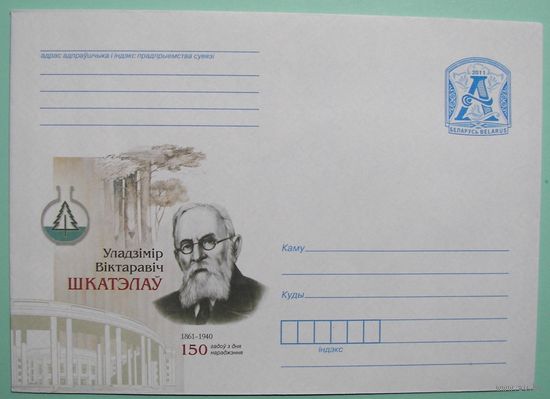 адрас адпраўшчыка і індэкс прадпрыемства сувязі
2011
А
БЕЛАРУСЬ BELARUS
Уладзімір
Віктаравіч
ШКАТЭЛАЎ
1861–1940
150 гадоў з дня
нараджэння
Каму
Куды
індэкс